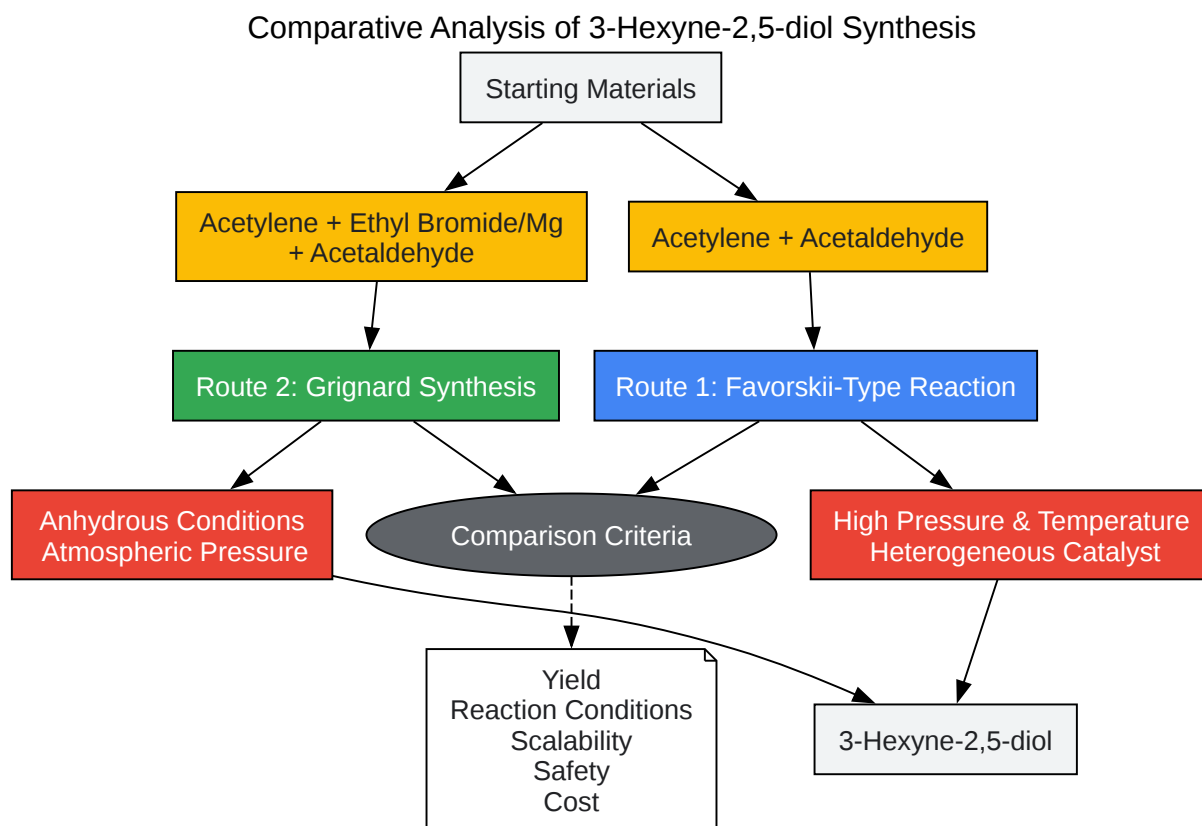 Comparative Analysis of 3-Hexyne-2,5-diol Synthesis
Starting Materials
Acetylene + Ethyl Bromide/Mg
+ Acetaldehyde
Acetylene + Acetaldehyde
Route 2: Grignard Synthesis
Route 1: Favorskii-Type Reaction
Anhydrous Conditions
Atmospheric Pressure
Comparison Criteria
High Pressure & Temperature
Heterogeneous Catalyst
Yield
Reaction Conditions
Scalability
Safety
Cost
3-Hexyne-2,5-diol